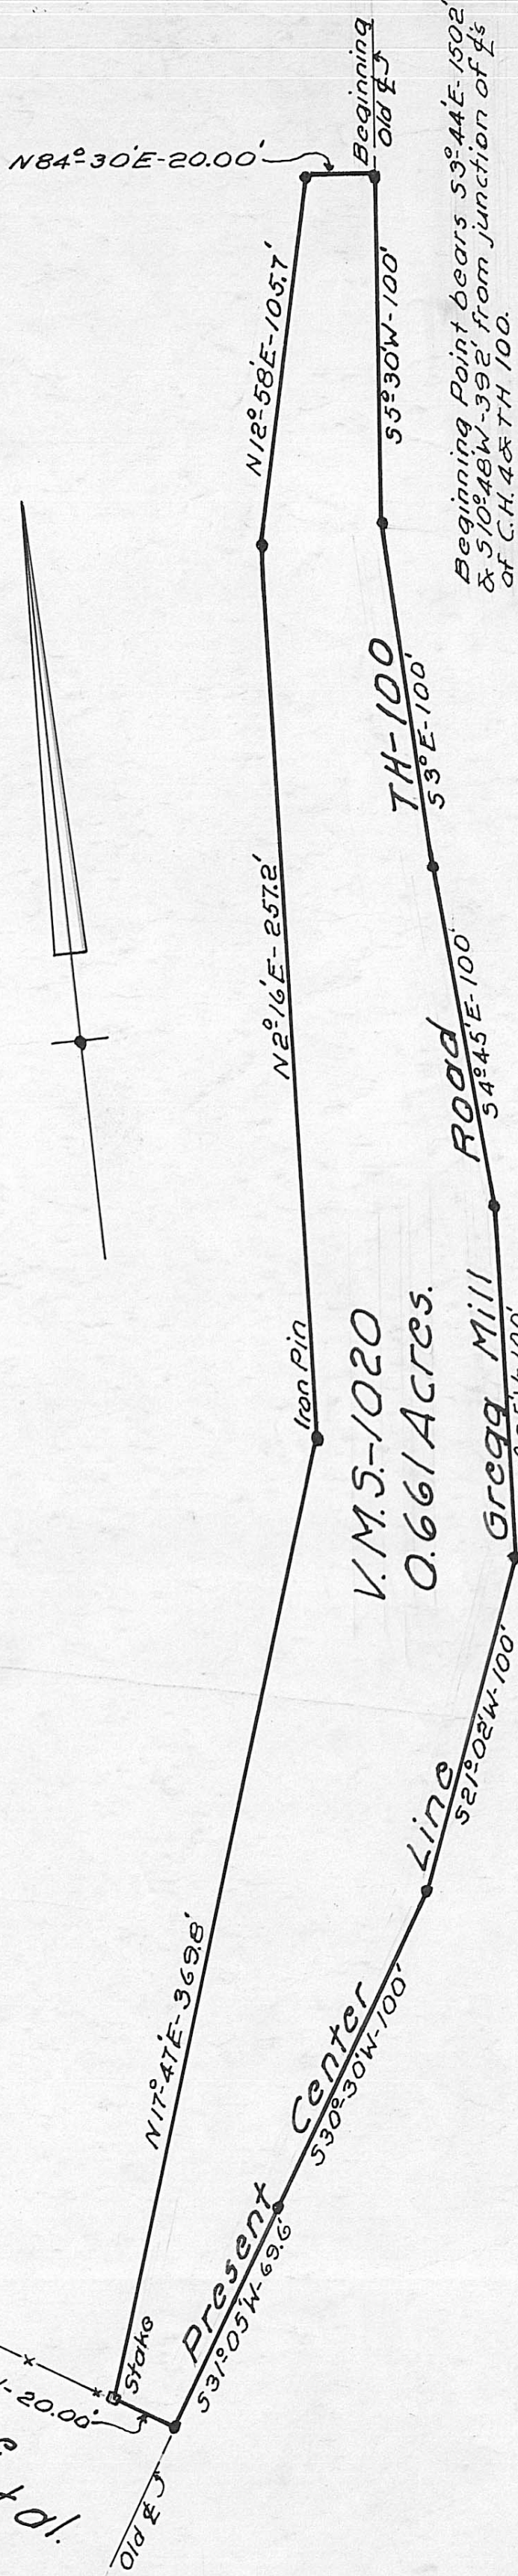 N84°-30'E-20.00'
Beginning
Old ℄
Beginning Point bears S3°-44'E-1502'
& S10°-48'W-392' from junction of ℄'s
of C.H. 4 & TH 100.
N12°-58'E-105.7'
S5°-30'W-100'
TH-100
S3°E-100'
N2°-16'E-257.2'
Road
S4°-45'E-100'
Iron Pin
V.M.S.-1020
0.661 Acres.
Gregg Mill
S21°-02'W-100'
Line
N17°-47'E-369.8'
Center
S30°-30'W-100'
Present
S31°-05'W-69.6'
Stake
-20.00'
Old ℄